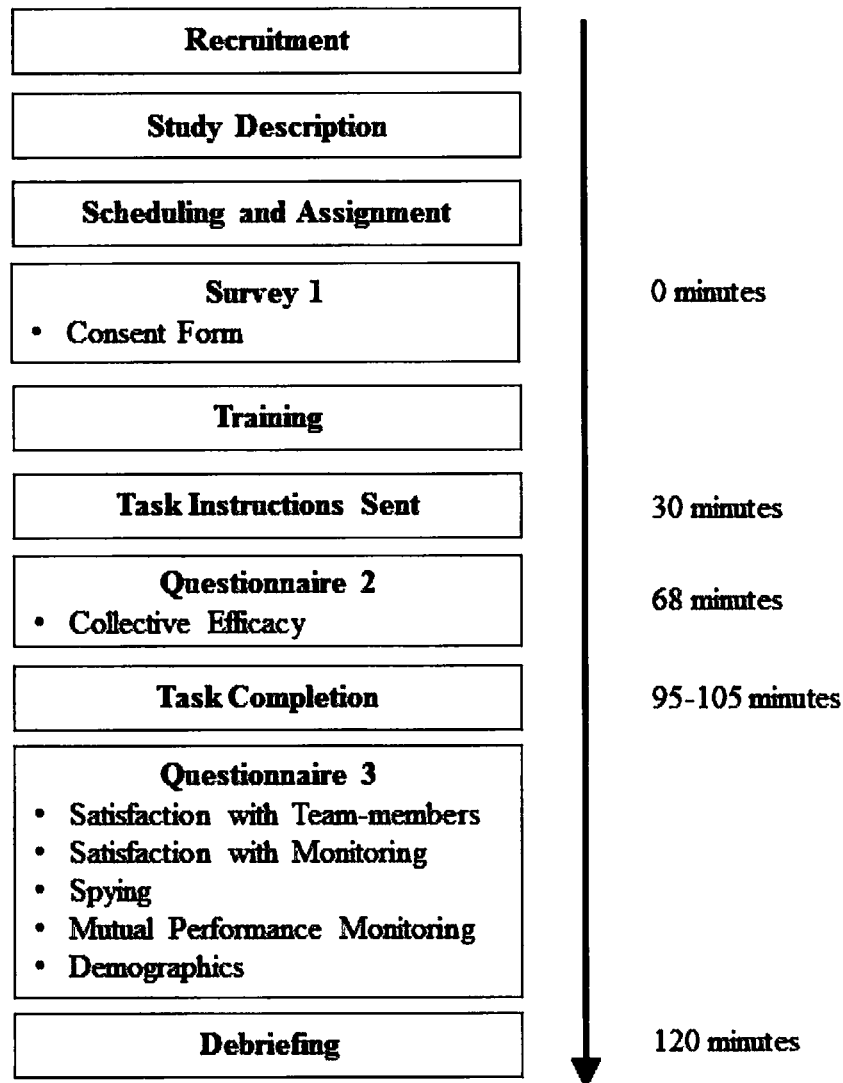 Recruitment
Study Description
Scheduling and Assignment
Survey 1
• Consent Form
0 minutes
Training
Task Instructions Sent
30 minutes
Questionnaire 2
• Collective Efficacy
68 minutes
Task Completion
95-105 minutes
Questionnaire 3
• Satisfaction with Team-members
• Satisfaction with Monitoring
• Spying
• Mutual Performance Monitoring
• Demographics
Debriefing
120 minutes